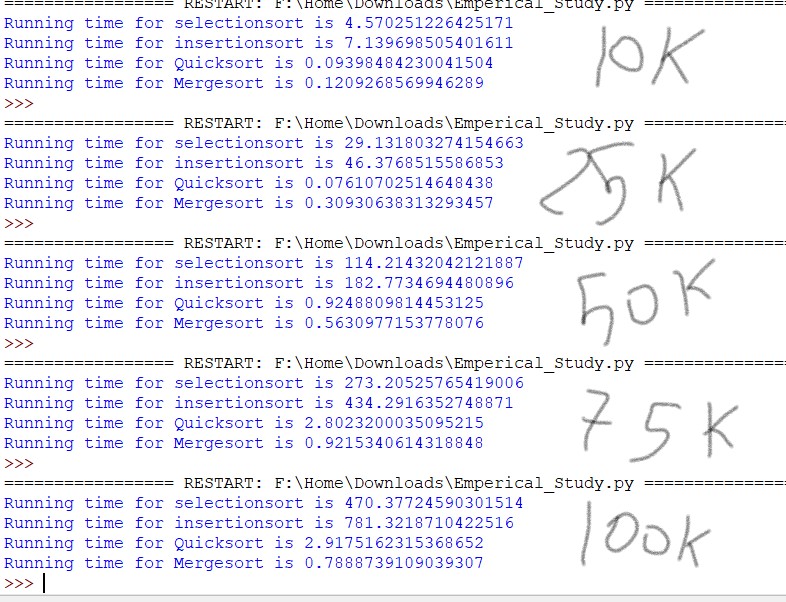 ================= RESTART: F:\Home\Downloads\Emperical_Study.py ===============
Running time for selectionsort is 4.570251226425171
Running time for insertionsort is 7.139698505401611
Running time for Quicksort is 0.09398484230041504
Running time for Mergesort is 0.1209268569946289
10K
>>>
================= RESTART: F:\Home\Downloads\Emperical_Study.py ===============
Running time for selectionsort is 29.131803274154663
Running time for insertionsort is 46.3768515586853
Running time for Quicksort is 0.07610702514648438
Running time for Mergesort is 0.30930638313293457
25K
>>>
================= RESTART: F:\Home\Downloads\Emperical_Study.py ===============
Running time for selectionsort is 114.21432042121887
Running time for insertionsort is 182.7734694480896
Running time for Quicksort is 0.9248809814453125
Running time for Mergesort is 0.5630977153778076
50K
>>>
================= RESTART: F:\Home\Downloads\Emperical_Study.py ===============
Running time for selectionsort is 273.20525765419006
Running time for insertionsort is 434.2916352748871
Running time for Quicksort is 2.8023200035095215
Running time for Mergesort is 0.9215340614318848
75K
>>>
================= RESTART: F:\Home\Downloads\Emperical_Study.py ===============
Running time for selectionsort is 470.37724590301514
Running time for insertionsort is 781.3218710422516
Running time for Quicksort is 2.9175162315368652
Running time for Mergesort is 0.7888739109039307
100K
>>>